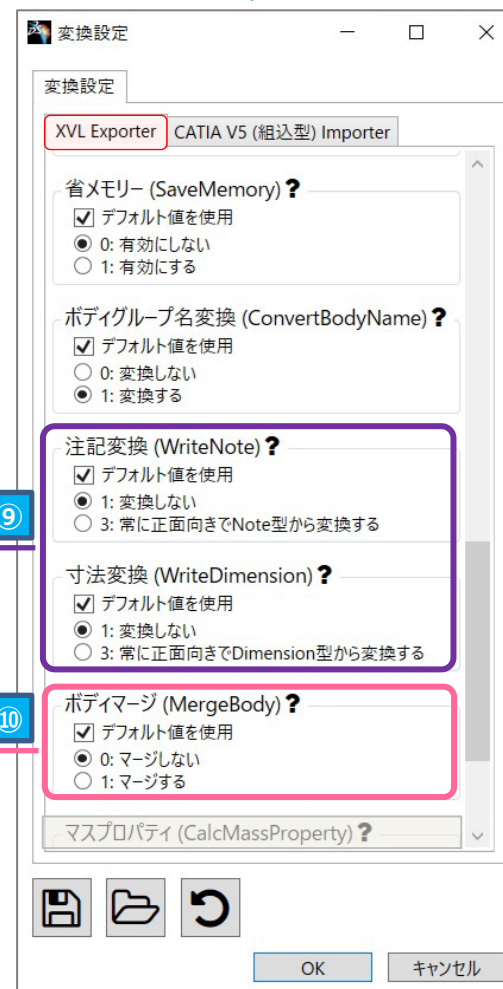 変換設定
変換設定
XVL Exporter CATIA V5 (組込型) Importer
省メモリー (SaveMemory) ?
デフォルト値を使用
0: 有効にしない
1: 有効にする
ボディグループ名変換 (ConvertBodyName) ?
デフォルト値を使用
0: 変換しない
1: 変換する
⑨
注記変換 (WriteNote) ?
デフォルト値を使用
1: 変換しない
3: 常に正面向きでNote型から変換する
寸法変換 (WriteDimension) ?
デフォルト値を使用
1: 変換しない
3: 常に正面向きでDimension型から変換する
⑩
ボディマージ (MergeBody) ?
デフォルト値を使用
0: マージしない
1: マージする
マスプロパティ (CalcMassProperty) ?
OK キャンセル